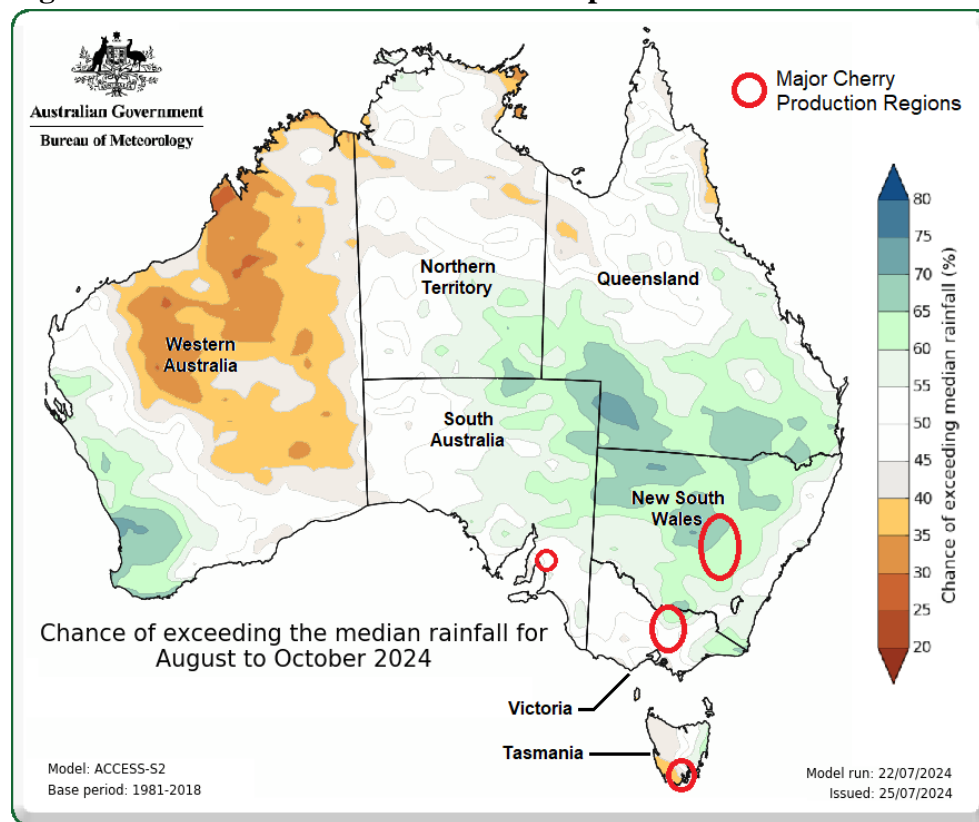 Australian Government
Bureau of Meteorology
Major Cherry
Production Regions
Northern
Territory
Queensland
Western
Australia
South
Australia
New South
Wales
80
75
70
65
60
55
50
45
40
35
30
25
20
Chance of exceeding median rainfall (%)
Chance of exceeding the median rainfall for
August to October 2024
Victoria
Tasmania
Model: ACCESS-S2
Base period: 1981-2018
Model run: 22/07/2024
Issued: 25/07/2024